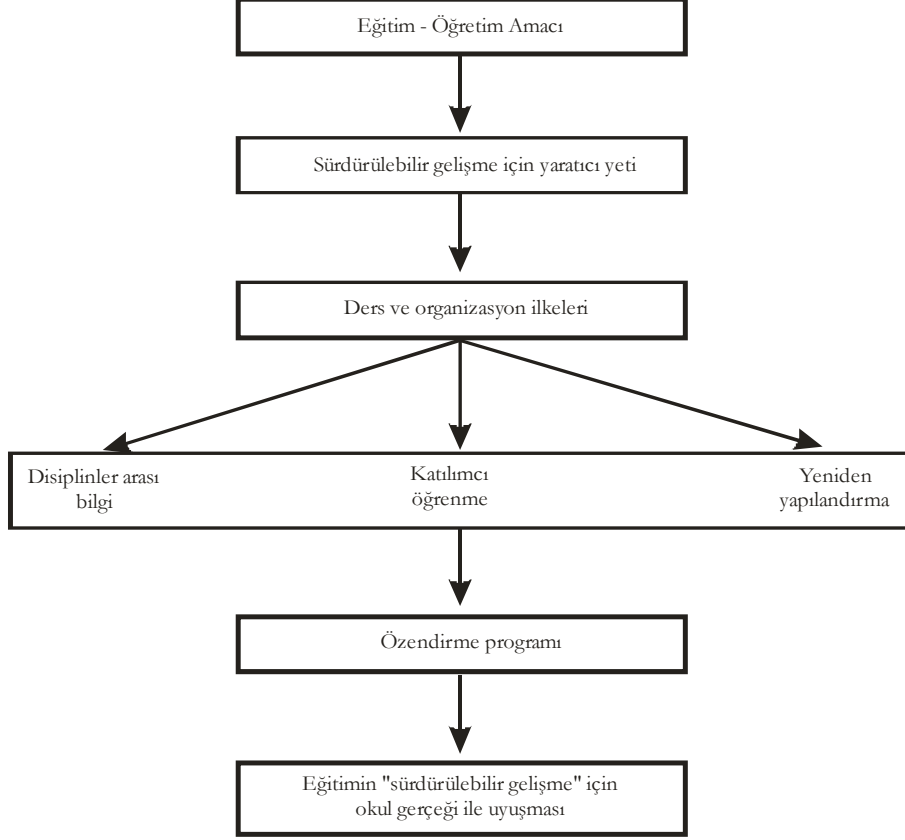 Eğitim - Öğretim Amacı
Sürdürülebilir gelişme için yaratıcı yeti
Ders ve organizasyon ilkeleri
Disiplinler arası
bilgi
Katılımcı
öğrenme
Yeniden
yapılandırma
Özendirme programı
Eğitimin "sürdürülebilir gelişme" için
okul gerçeği ile uyuşması